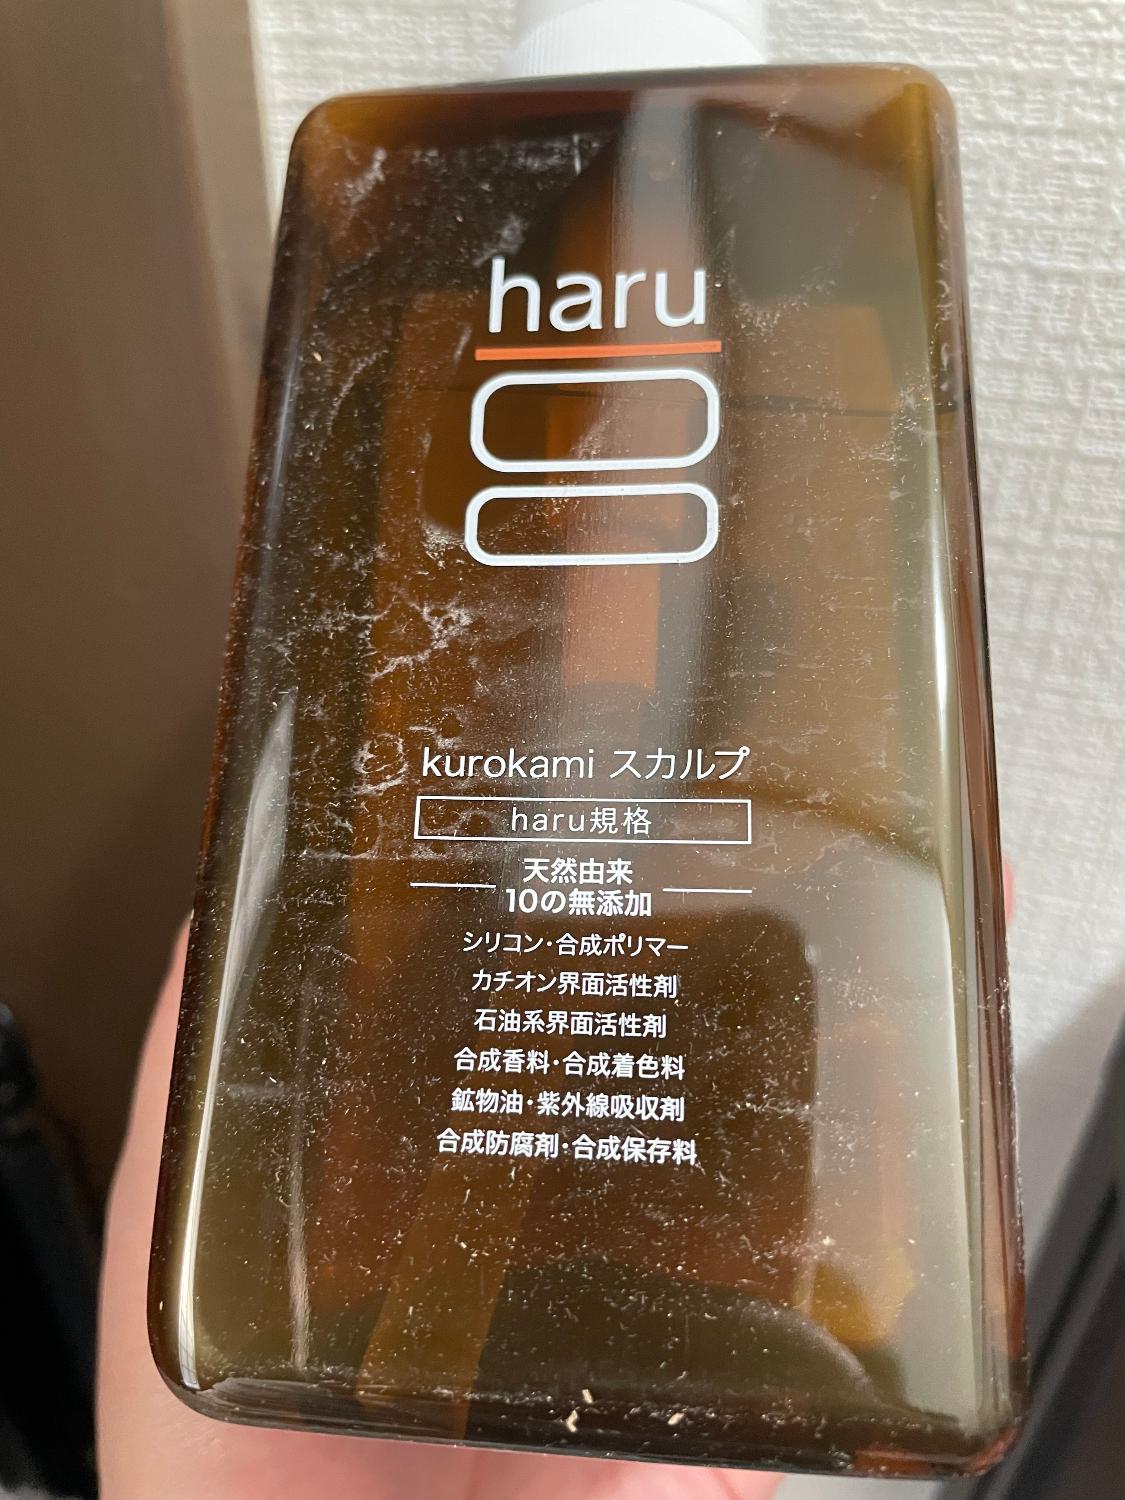 haru
kurokami スカルプ
haru規格
天然由来
10の無添加
シリコン・合成ポリマー
カチオン界面活性剤
石油系界面活性剤
合成香料・合成着色料
鉱物油・紫外線吸収剤
合成防腐剤・合成保存料